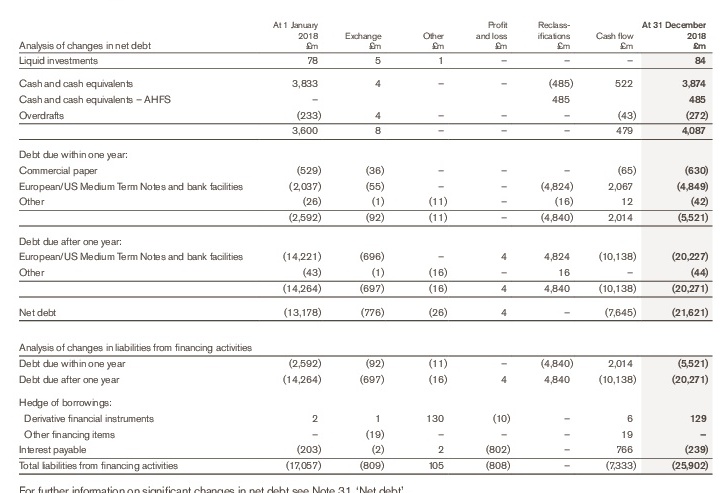 At 1 January Profit Reclass- At 31 December
2018 Exchange Other and loss ifications Cash flow 2018
Analysis of changes in net debt £m £m £m £m £m £m £m
Liquid investments 78 5 1 – – – 84
Cash and cash equivalents 3,833 4 – – (485) 522 3,874
Cash and cash equivalents – AHFS – 485 485
Overdrafts (233) 4 – – – (43) (272)
3,600 8 – – – 479 4,087
Debt due within one year:
Commercial paper (529) (36) – – – (65) (630)
European/US Medium Term Notes and bank facilities (2,037) (55) – – (4,824) 2,067 (4,849)
Other (26) (1) (11) – (16) 12 (42)
(2,592) (92) (11) – (4,840) 2,014 (5,521)
Debt due after one year:
European/US Medium Term Notes and bank facilities (14,221) (696) – 4 4,824 (10,138) (20,227)
Other (43) (1) (16) – 16 – (44)
(14,264) (697) (16) 4 4,840 (10,138) (20,271)
Net debt (13,178) (776) (26) 4 – (7,645) (21,621)
Analysis of changes in liabilities from financing activities
Debt due within one year (2,592) (92) (11) – (4,840) 2,014 (5,521)
Debt due after one year (14,264) (697) (16) 4 4,840 (10,138) (20,271)
Hedge of borrowings:
Derivative financial instruments 2 1 130 (10) – 6 129
Other financing items – (19) – – – 19 –
Interest payable (203) (2) 2 (802) – 766 (239)
Total liabilities from financing activities (17,057) (809) 105 (808) – (7,333) (25,902)
For further information on significant changes in net debt see Note 31, 'Net debt'